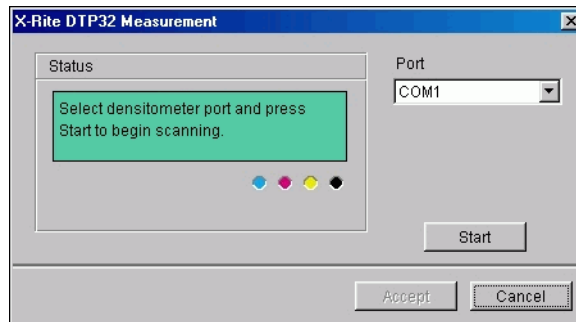 X-Rite DTP32 Measurement
Status
Select densitometer port and press
Start to begin scanning.
Port
COM1
Start
Accept
Cancel